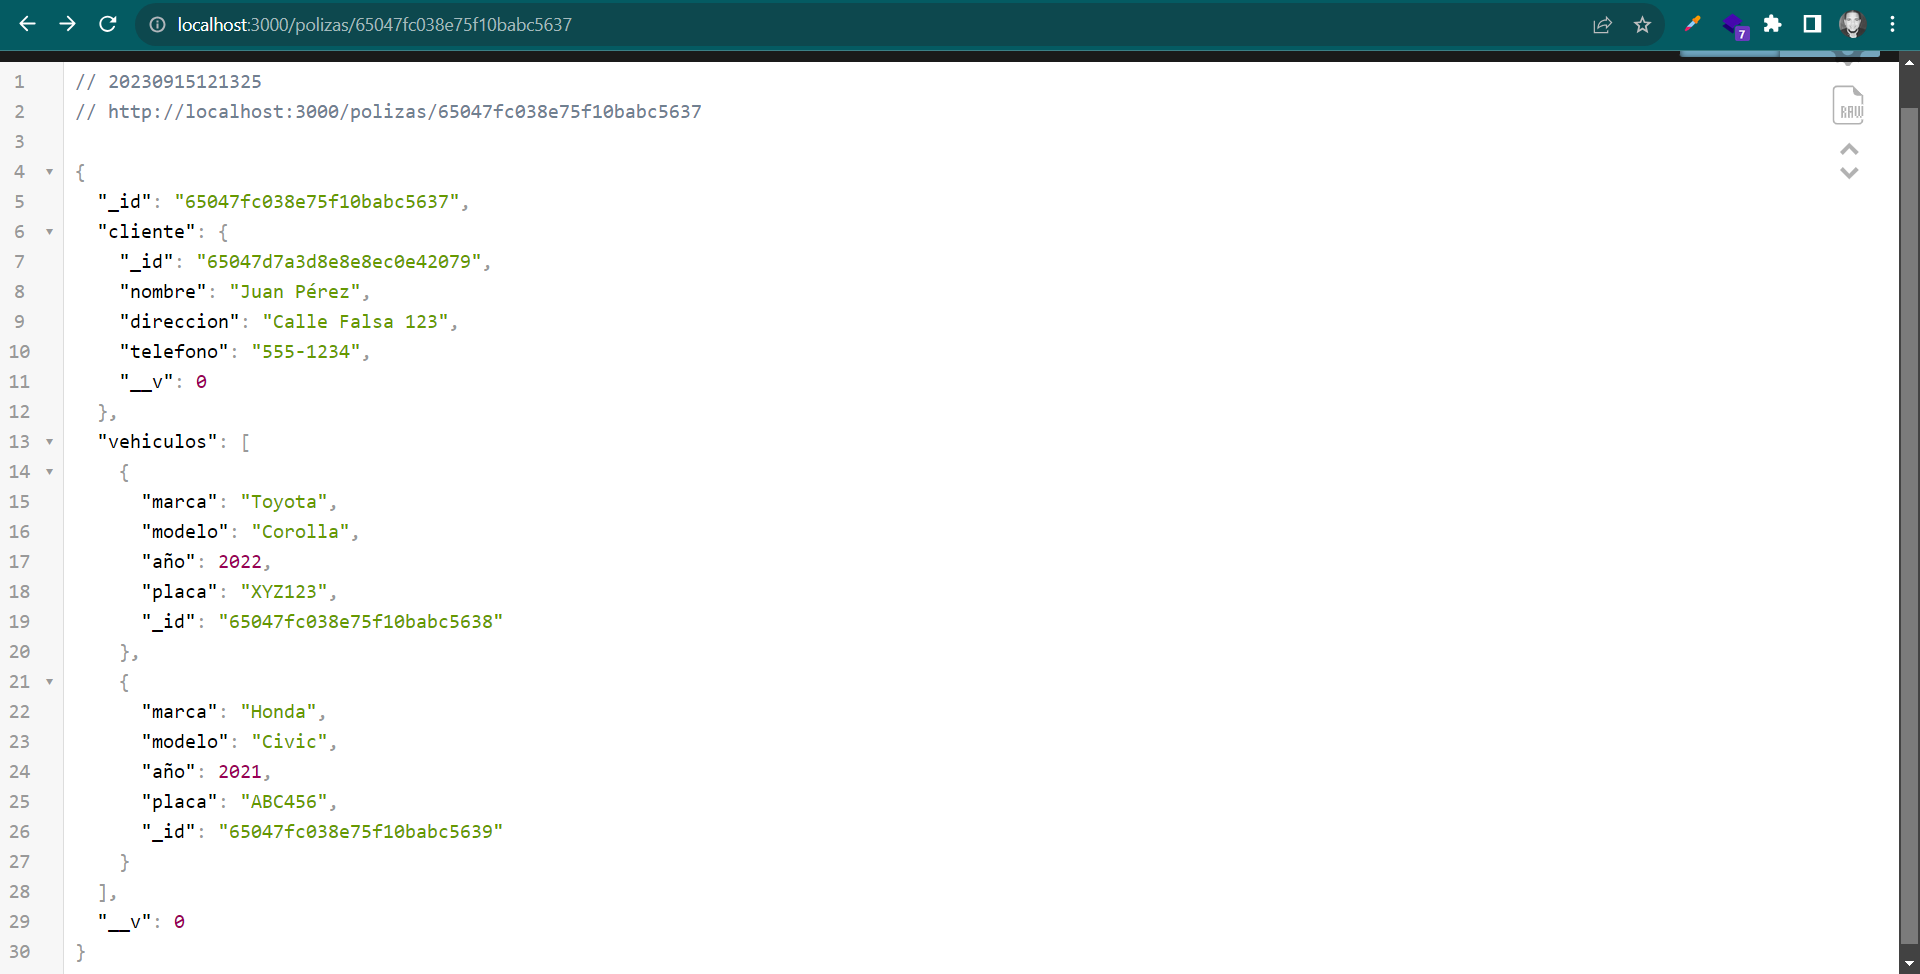 localhost:3000/polizas/65047fc038e75f10babc5637
7
1 // 20230915121325
2 // http://localhost:3000/polizas/65047fc038e75f10babc5637
3
4 {
5 "_id": "65047fc038e75f10babc5637",
6 "cliente": {
7 "_id": "65047d7a3d8e8e8ec0e42079",
8 "nombre": "Juan Pérez",
9 "direccion": "Calle Falsa 123",
10 "telefono": "555-1234",
11 "__v": 0
12 },
13 "vehiculos": [
14 {
15 "marca": "Toyota",
16 "modelo": "Corolla",
17 "año": 2022,
18 "placa": "XYZ123",
19 "_id": "65047fc038e75f10babc5638"
20 },
21 {
22 "marca": "Honda",
23 "modelo": "Civic",
24 "año": 2021,
25 "placa": "ABC456",
26 "_id": "65047fc038e75f10babc5639"
27 }
28 ],
29 "__v": 0
30 }
RAW